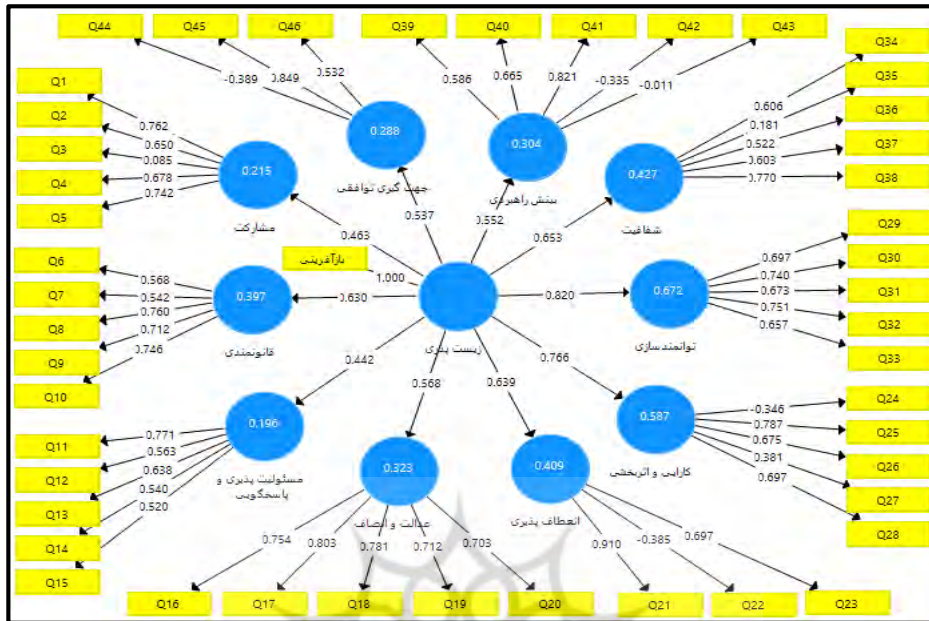 Q44
Q45
Q46
Q39
Q40
Q41
Q42
Q43
-0.389
0.849
0.532
0.586
0.665
0.821
-0.335
-0.011
0.288
جهت گیری توافقی
0.304
بینش راهبردی
Q34
Q35
Q36
Q37
Q38
0.606
0.181
0.522
0.603
0.770
0.427
شفافیت
Q1
Q2
Q3
Q4
Q5
0.762
0.650
0.085
0.678
0.742
0.215
مشارکت
0.463
0.537
0.552
0.653
بازآفرینی
1.000
زیست پذری
Q6
Q7
Q8
Q9
Q10
0.568
0.542
0.760
0.712
0.746
0.397
قانونمندی
0.630
0.820
0.672
توانمندسازی
0.697
0.740
0.673
0.751
0.657
Q29
Q30
Q31
Q32
Q33
0.442
0.568
0.639
0.766
Q11
Q12
Q13
Q14
Q15
0.771
0.563
0.638
0.540
0.520
0.196
مسئولیت پذیری و
پاسخگویی
0.323
عدالت و انصاف
0.409
انعطاف پذیری
0.587
کارایی و اثربخشی
-0.346
0.787
0.675
0.381
0.697
Q24
Q25
Q26
Q27
Q28
0.754
0.803
0.781
0.712
0.703
0.910
-0.385
0.697
Q16
Q17
Q18
Q19
Q20
Q21
Q22
Q23